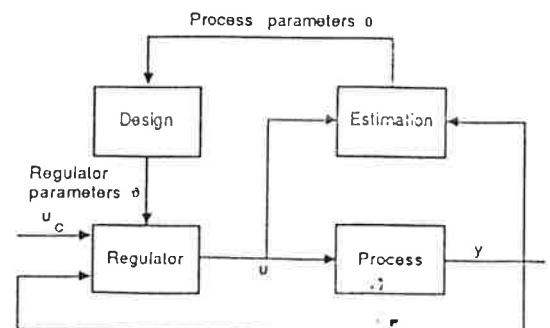 Process parameters θ
Design
Estimation
Regulator
parameters ϑ
u
c
Regulator
u
Process
y